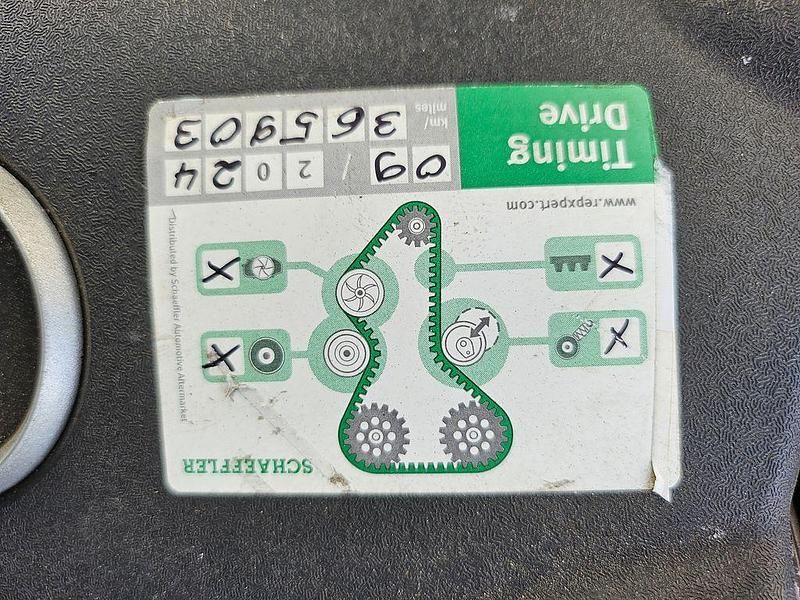 SCHAEFFLER
www.repxpert.com
Timing
Drive
09 / 2024
km/
miles
365903
Distributed by Schaeffler Automotive Aftermarket
X
X
X
X